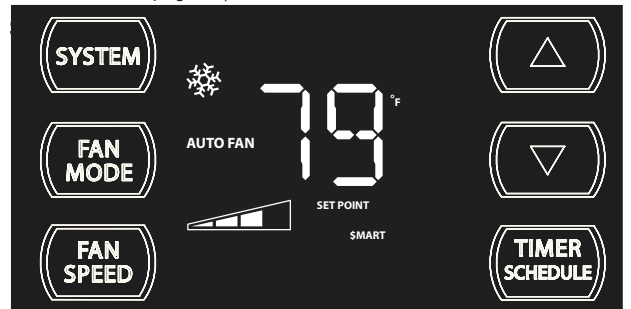 SYSTEM
FAN
MODE
FAN
SPEED
AUTO FAN
79
°F
SET POINT
$MART
TIMER
SCHEDULE